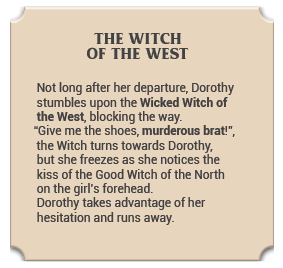 THE WITCH
OF THE WEST
Not long after her departure, Dorothy
stumbles upon the Wicked Witch of
the West, blocking the way.
“Give me the shoes, murderous brat!”,
the Witch turns towards Dorothy,
but she freezes as she notices the
kiss of the Good Witch of the North
on the girl's forehead.
Dorothy takes advantage of her
hesitation and runs away.